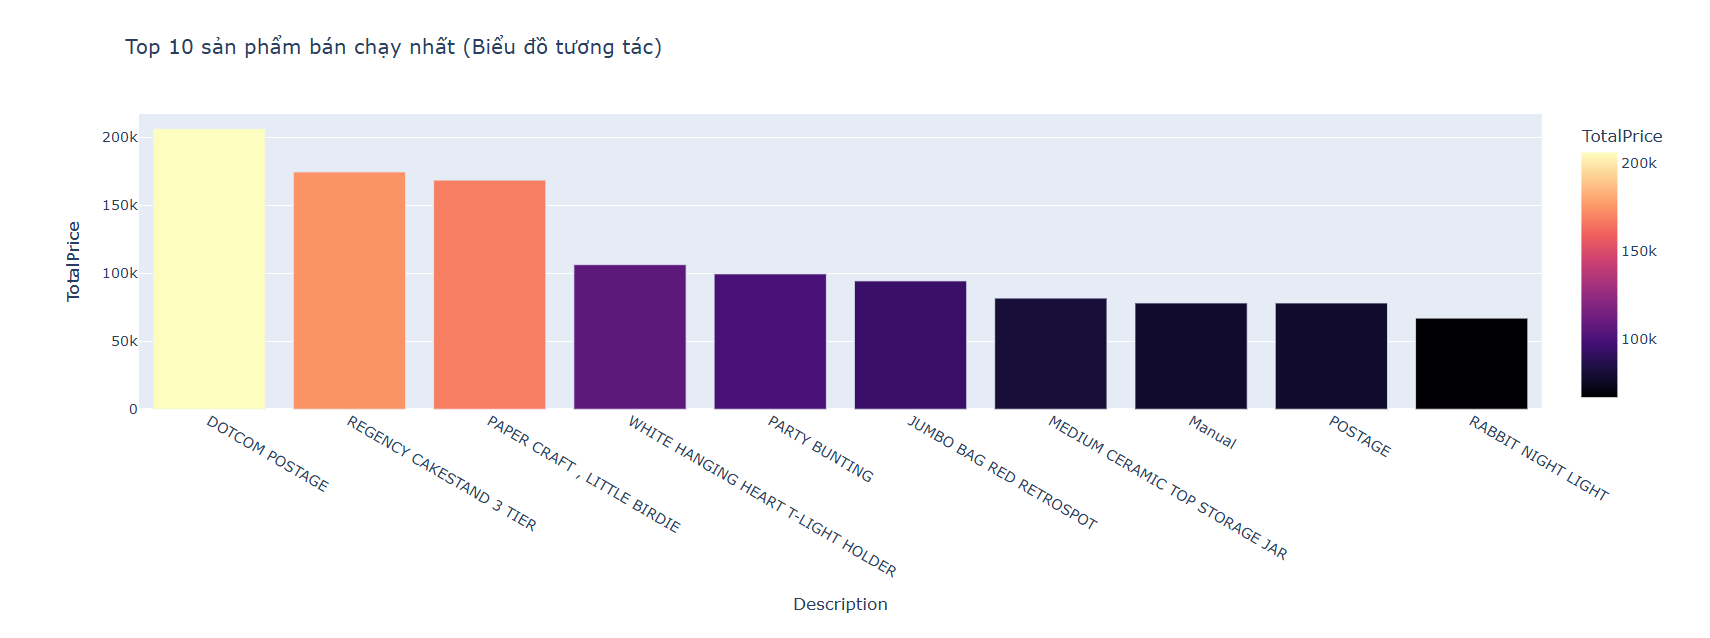 Top 10 sản phẩm bán chạy nhất (Biểu đồ tương tác)
TotalPrice
200k
150k
100k
50k
0
DOTCOM POSTAGE
REGENCY CAKESTAND 3 TIER
PAPER CRAFT , LITTLE BIRDIE
WHITE HANGING HEART T-LIGHT HOLDER
PARTY BUNTING
JUMBO BAG RED RETROSPOT
MEDIUM CERAMIC TOP STORAGE JAR
Manual
POSTAGE
RABBIT NIGHT LIGHT
Description
TotalPrice
200k
150k
100k